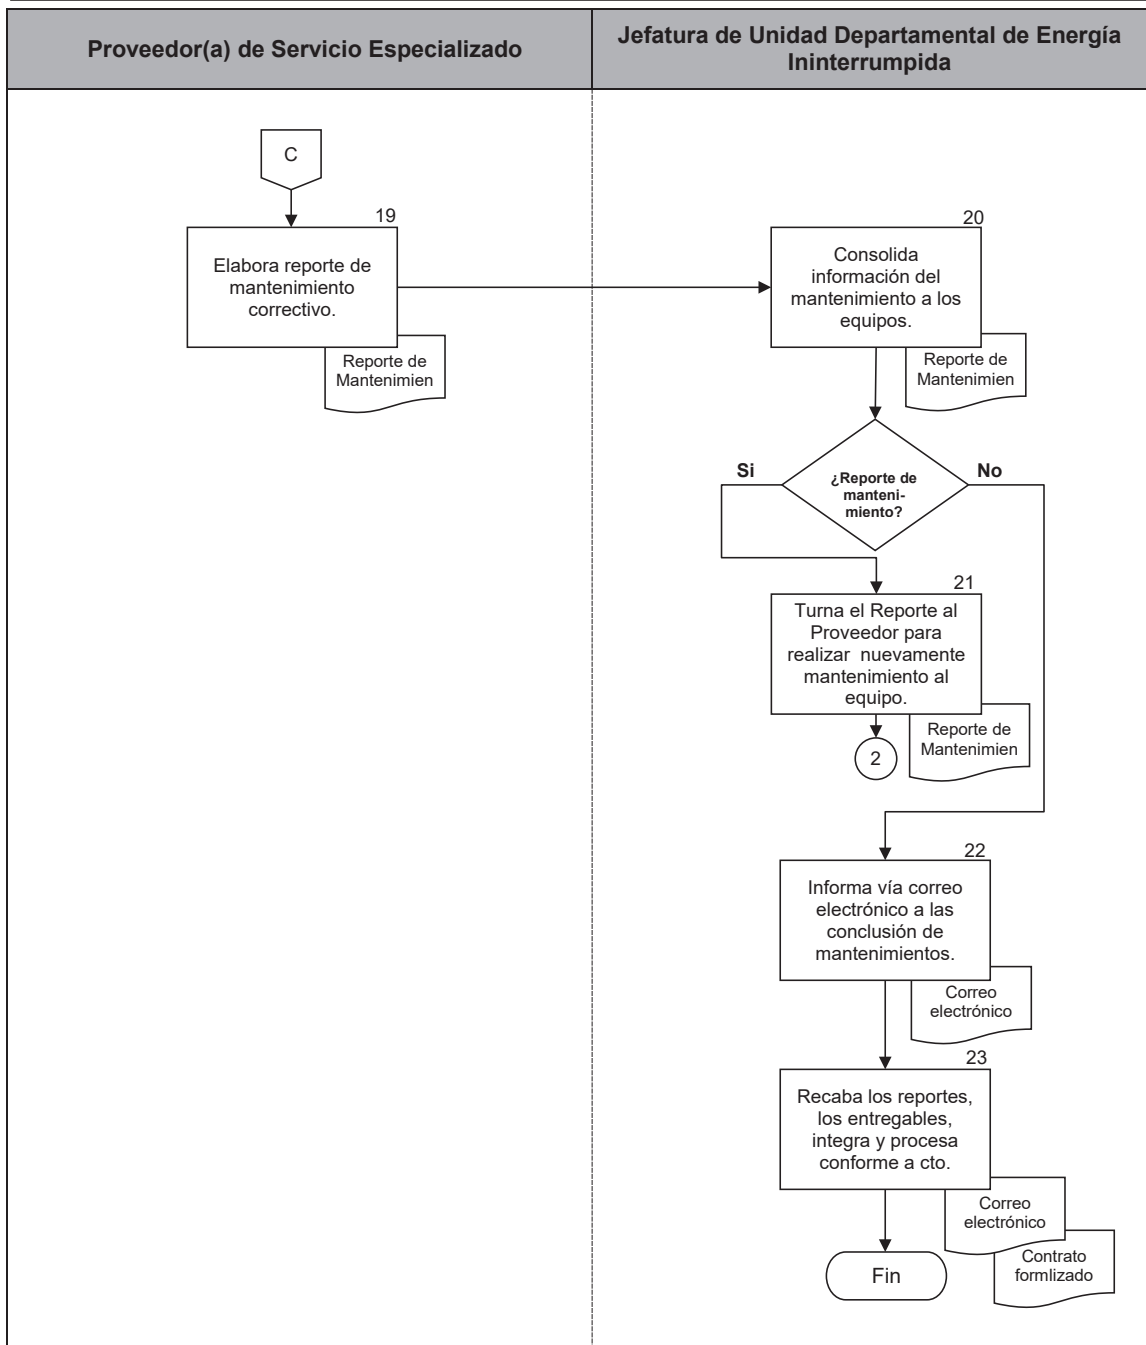 Proveedor(a) de Servicio Especializado
Jefatura de Unidad Departamental de Energía
Ininterrumpida
C
19
Elabora reporte de
mantenimiento
correctivo.
Reporte de
Mantenimien
20
Consolida
información del
mantenimiento a los
equipos.
Reporte de
Mantenimien
Si
¿Reporte de
manteni-
miento?
No
21
Turna el Reporte al
Proveedor para
realizar nuevamente
mantenimiento al
equipo.
Reporte de
Mantenimien
2
22
Informa vía correo
electrónico a las
conclusión de
mantenimientos.
Correo
electrónico
23
Recaba los reportes,
los entregables,
integra y procesa
conforme a cto.
Correo
electrónico
Contrato
formlizado
Fin